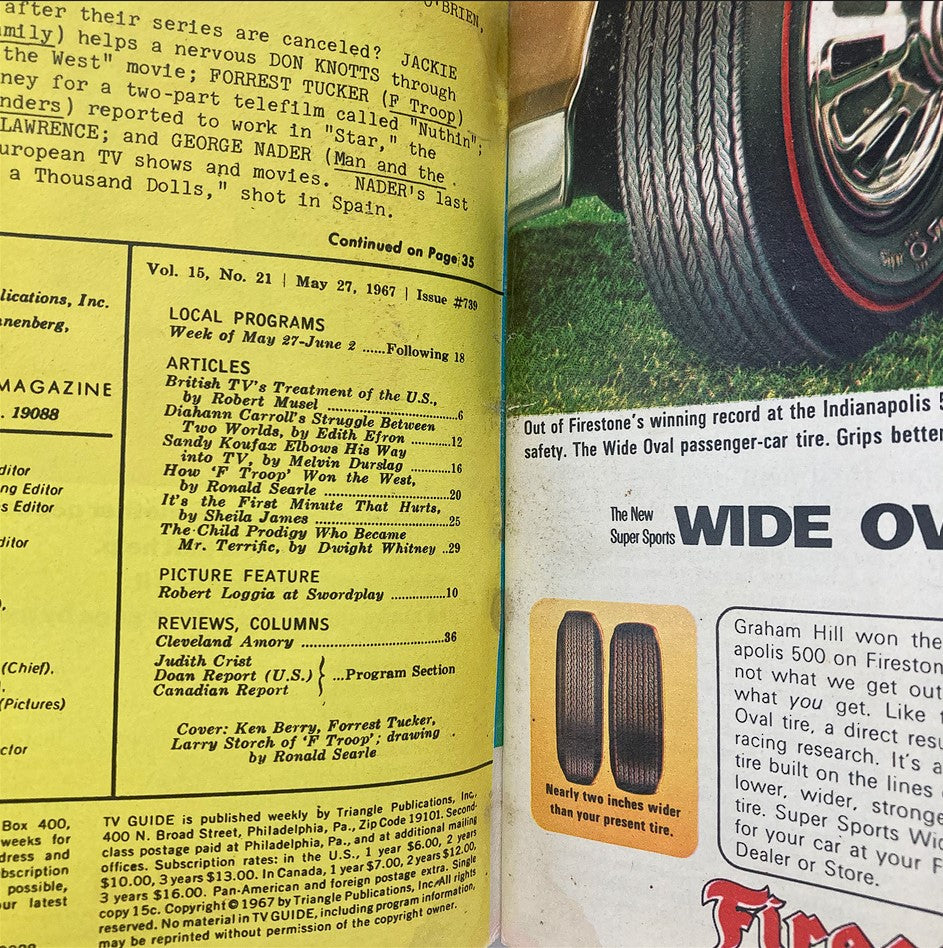 O'BRIEN,
after their series are canceled? JACKIE
amily) helps a nervous DON KNOTTS through
the West" movie; FORREST TUCKER (F Troop)
ney for a two-part telefilm called "Nuthin";
nders) reported to work in "Star," the
LAWRENCE; and GEORGE NADER (Man and the
uropean TV shows and movies. NADER's last
a Thousand Dollars," shot in Spain.
Continued on Page 35
lications, Inc.
nnenberg,
MAGAZINE
. 19088
ditor
ng Editor
s Editor
ditor
(Chief).
(Pictures)
ctor
Vol. 15, No. 21 | May 27, 1967 | Issue #739
LOCAL PROGRAMS
Week of May 27-June 2 ......Following 18
ARTICLES
British TV's Treatment of the U.S.,
by Robert Musel ..............................6
Diahann Carroll's Struggle Between
Two Worlds, by Edith Efron ...........12
Sandy Koufax Elbows His Way
into TV, by Melvin Durslag ...........16
How 'F Troop' Won the West,
by Ronald Searle ..............................20
It's the First Minute That Hurts,
by Sheila James ..............................25
The Child Prodigy Who Became
Mr. Terrific, by Dwight Whitney ..29
PICTURE FEATURE
Robert Loggia at Swordplay ...............10
REVIEWS, COLUMNS
Cleveland Amory ..............................36
Judith Crist
Doan Report (U.S.) } ...Program Section
Canadian Report
Cover: Ken Berry, Forrest Tucker,
Larry Storch of 'F Troop'; drawing
by Ronald Searle
Box 400,
weeks for
dress and
bscription
possible,
ur latest
TV GUIDE is published weekly by Triangle Publications, Inc.,
400 N. Broad Street, Philadelphia, Pa., Zip Code 19101. Second-
class postage paid at Philadelphia, Pa., and at additional mailing
offices. Subscription rates: in the U.S., 1 year $6.00, 2 years
$10.00, 3 years $13.00. In Canada, 1 year $7.00, 2 years $12.00,
3 years $16.00. Pan-American and foreign postage extra. Single
copy 15c. Copyright © 1967 by Triangle Publications, Inc. All rights
reserved. No material in TV GUIDE, including program information,
may be reprinted without permission of the copyright owner.
Out of Firestone's winning record at the Indianapolis 5
safety. The Wide Oval passenger-car tire. Grips better
The New
Super Sports WIDE OV
Nearly two inches wider
than your present tire.
Graham Hill won the
apolis 500 on Fireston
not what we get out
what you get. Like
Oval tire, a direct resu
racing research. It's a
tire built on the lines
lower, wider, stronge
tire. Super Sports Wid
for your car at your F
Dealer or Store.
Fires